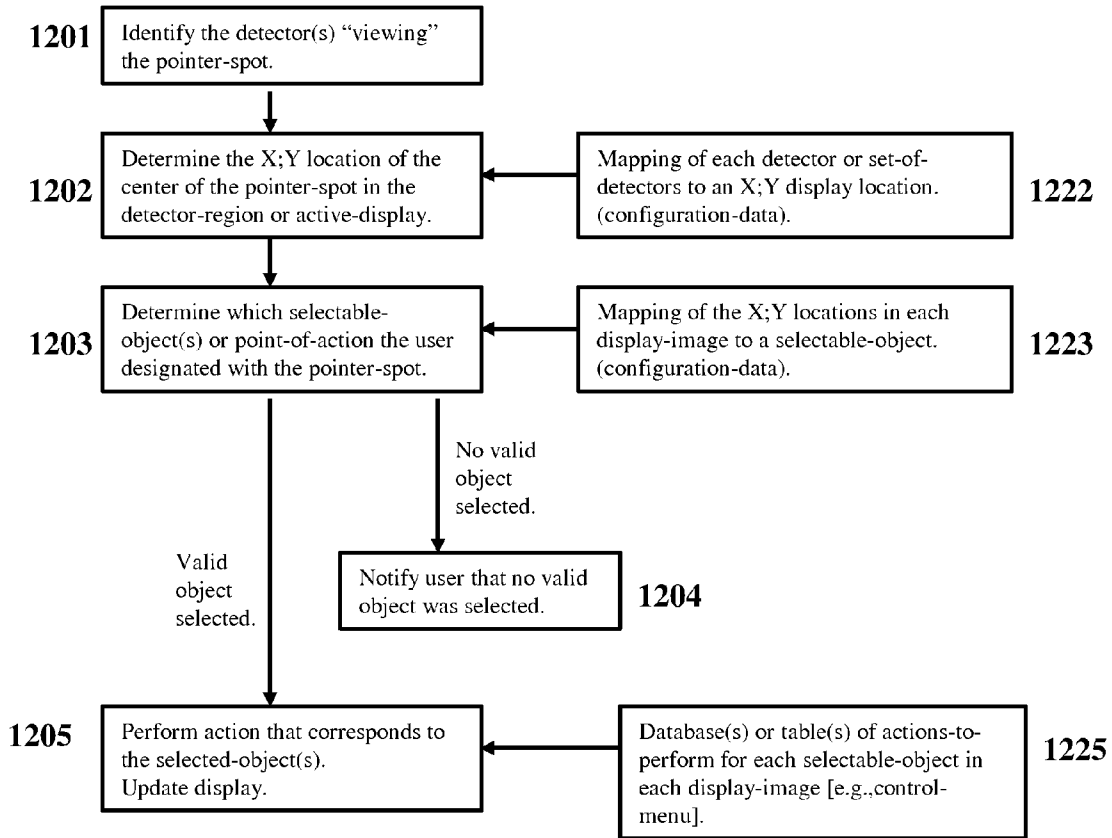 1201
Identify the detector(s) “viewing”
the pointer-spot.
1202
Determine the X;Y location of the
center of the pointer-spot in the
detector-region or active-display.
Mapping of each detector or set-of-
detectors to an X;Y display location.
(configuration-data).
1222
1203
Determine which selectable-
object(s) or point-of-action the user
designated with the pointer-spot.
Mapping of the X;Y locations in each
display-image to a selectable-object.
(configuration-data).
1223
No valid
object
selected.
Valid
object
selected.
Notify user that no valid
object was selected.
1204
1205
Perform action that corresponds to
the selected-object(s).
Update display.
Database(s) or table(s) of actions-to-
perform for each selectable-object in
each display-image [e.g.,control-
menu].
1225